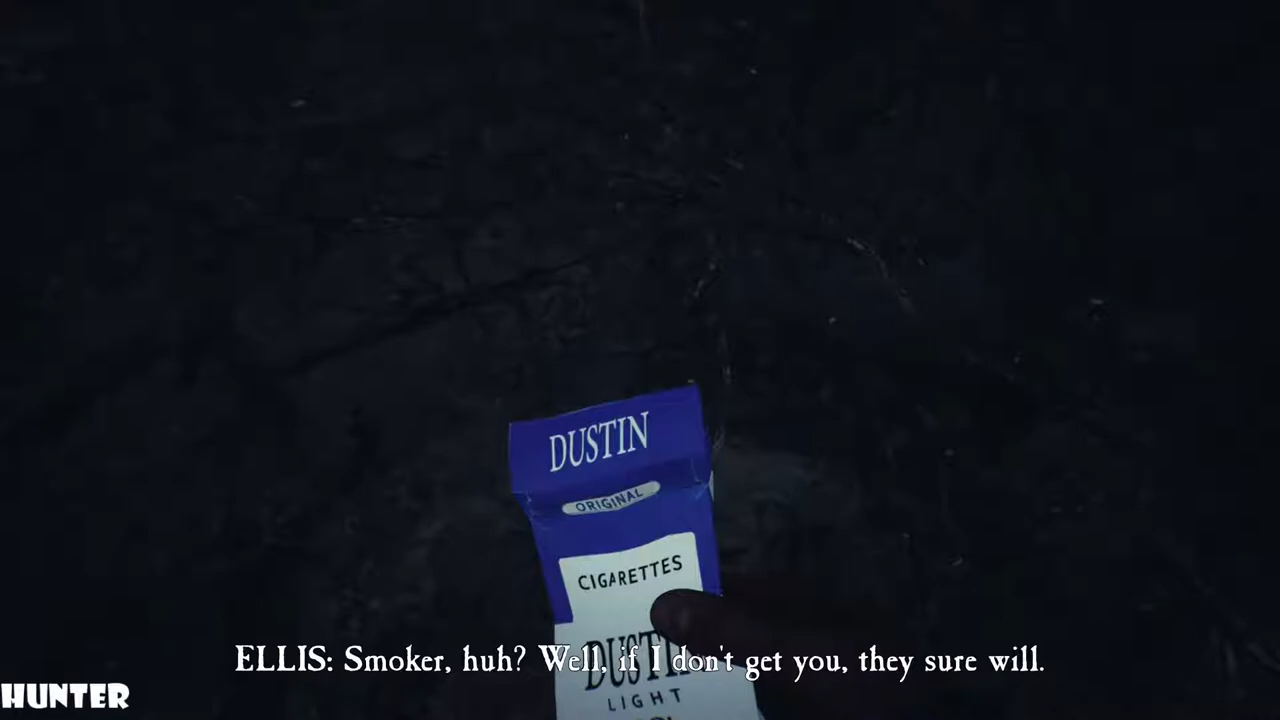 DUSTIN
ORIGINAL
CIGARETTES
LIGHT
ELLIS: Smoker, huh? Well, if I don't get you, they sure will.
HUNTER